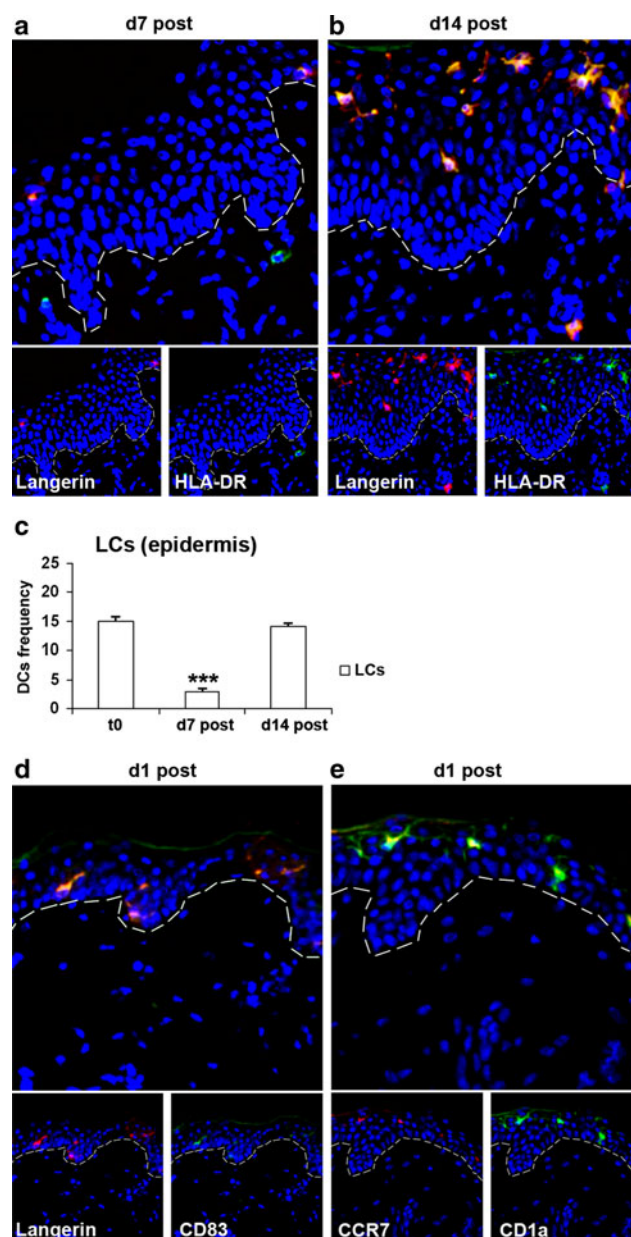 a
d7 post
b
d14 post
Langerin
HLA-DR
Langerin
HLA-DR
c
LCs (epidermis)
DCs frequency
25
20
15
10
5
0
***
t0
d7 post
d14 post
LCs
d
d1 post
e
d1 post
Langerin
CD83
CCR7
CD1a